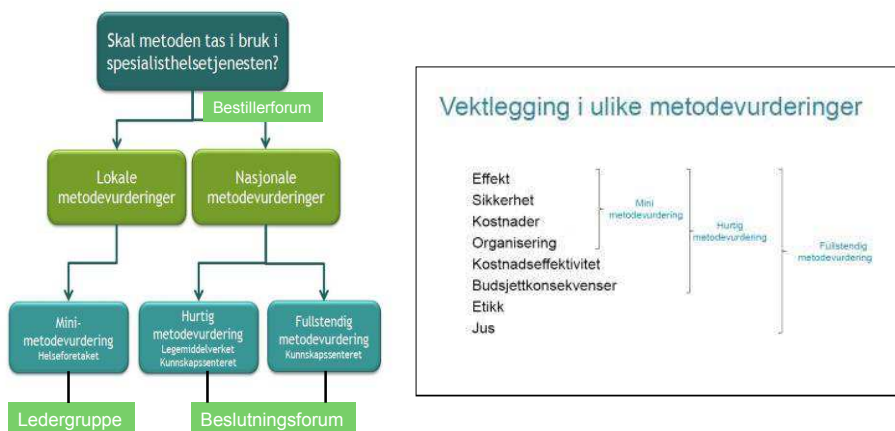 Skal metoden tas i bruk i
spesialisthelsetjenesten?
Bestillerforum
Lokale
metodevurderinger
Nasjonale
metodevurderinger
Mini-
metodevurdering
Helseforetaket
Hurtig
metodevurdering
Legemiddelverket
Kunnskapssenteret
Fullstendig
metodevurdering
Kunnskapssenteret
Ledergruppe
Beslutningsforum
Vektlegging i ulike metodevurderinger
Effekt
Sikkerhet
Kostnader
Organisering
Kostnadseffektivitet
Budsjettkonsekvenser
Etikk
Jus
Mini
metodevurdering
Hurtig
metodevurdering
Fullstendig
metodevurdering